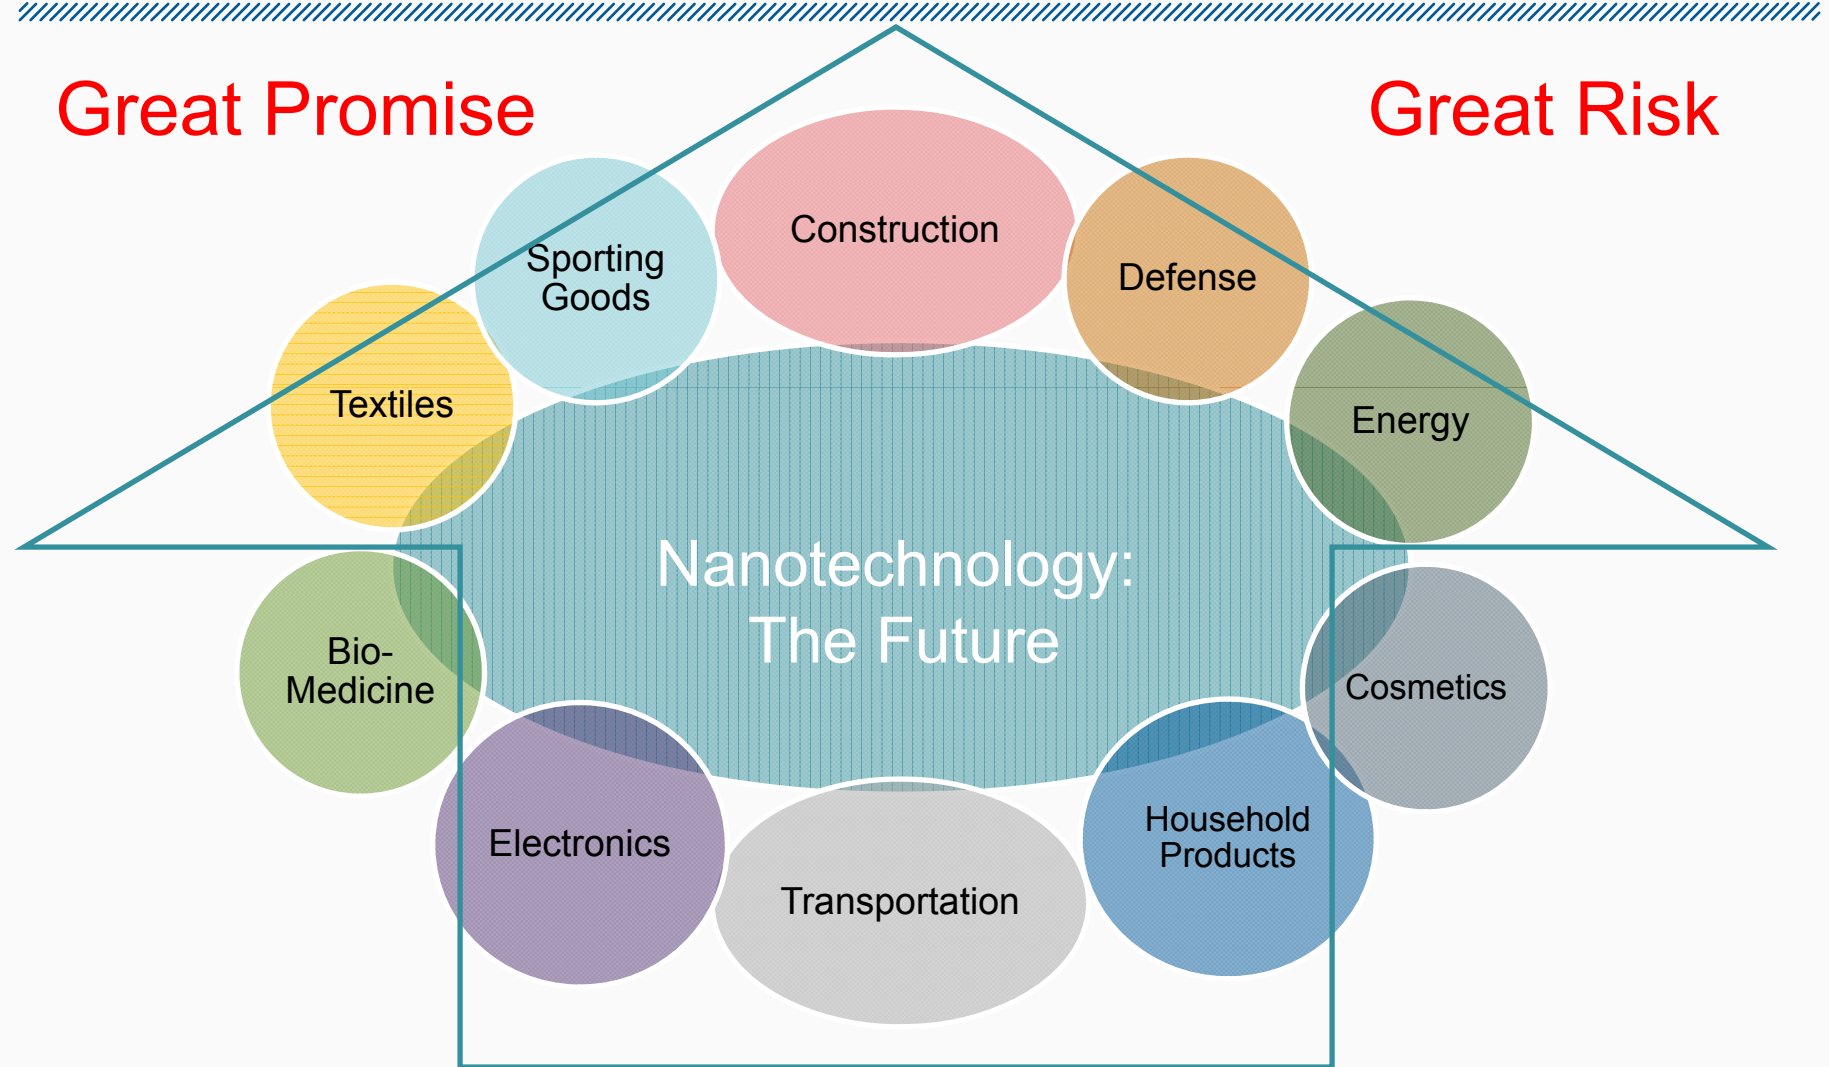 Great Promise
Great Risk
Construction
Sporting
Goods
Defense
Textiles
Energy
Nanotechnology:
The Future
Bio-
Medicine
Cosmetics
Electronics
Household
Products
Transportation